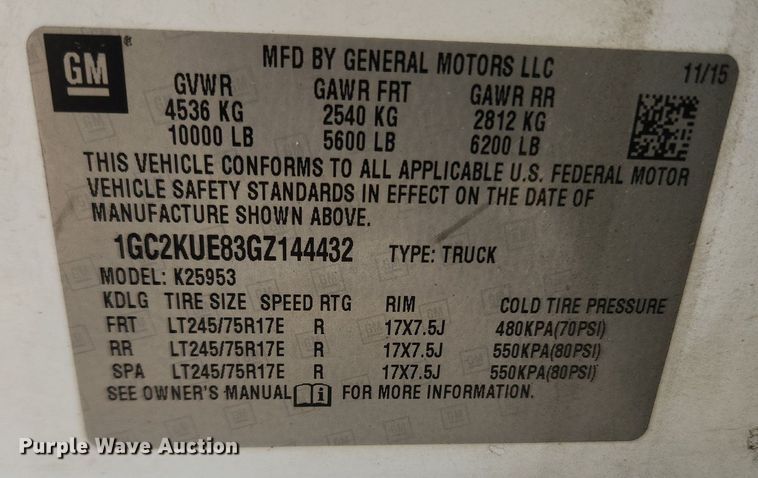 GM ®
MFD BY GENERAL MOTORS LLC 11/15
GVWR GAWR FRT GAWR RR
4536 KG 2540 KG 2812 KG
10000 LB 5600 LB 6200 LB
THIS VEHICLE CONFORMS TO ALL APPLICABLE U.S. FEDERAL MOTOR
VEHICLE SAFETY STANDARDS IN EFFECT ON THE DATE OF
MANUFACTURE SHOWN ABOVE.
1GC2KUE83GZ144432 TYPE: TRUCK
MODEL: K25953
KDLG TIRE SIZE SPEED RTG RIM COLD TIRE PRESSURE
FRT LT245/75R17E R 17X7.5J 480KPA(70PSI)
RR LT245/75R17E R 17X7.5J 550KPA(80PSI)
SPA LT245/75R17E R 17X7.5J 550KPA(80PSI)
SEE OWNER'S MANUAL i FOR MORE INFORMATION.
Purple Wave Auction